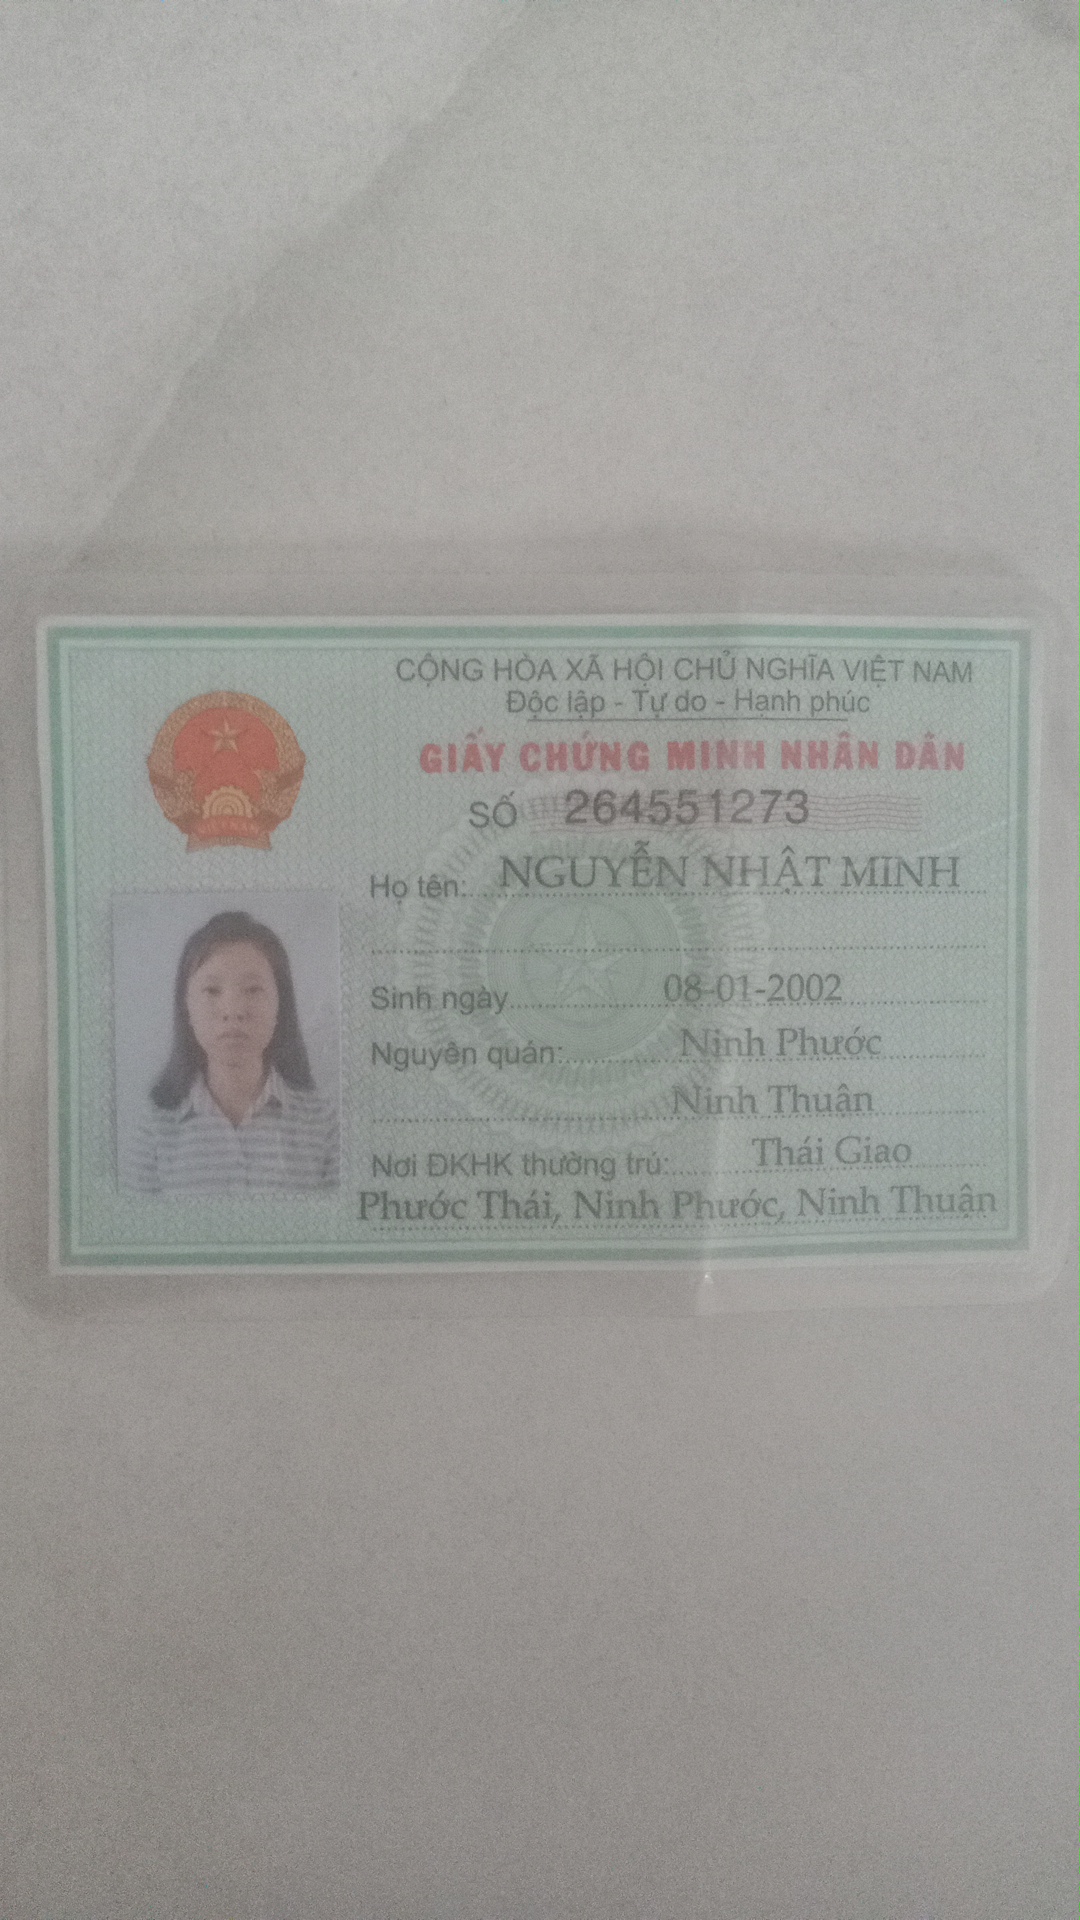 CỘNG HÒA XÃ HỘI CHỦ NGHĨA VIỆT NAM
Độc lập - Tự do - Hạnh phúc
GIẤY CHỨNG MINH NHÂN DÂN
SỐ 264551273
Họ tên: NGUYỄN NHẬT MINH
Sinh ngày 08-01-2002
Nguyên quán: Ninh Phước
Ninh Thuận
Nơi ĐKHK thường trú: Thái Giao
Phước Thái, Ninh Phước, Ninh Thuận
VIỆT NAM